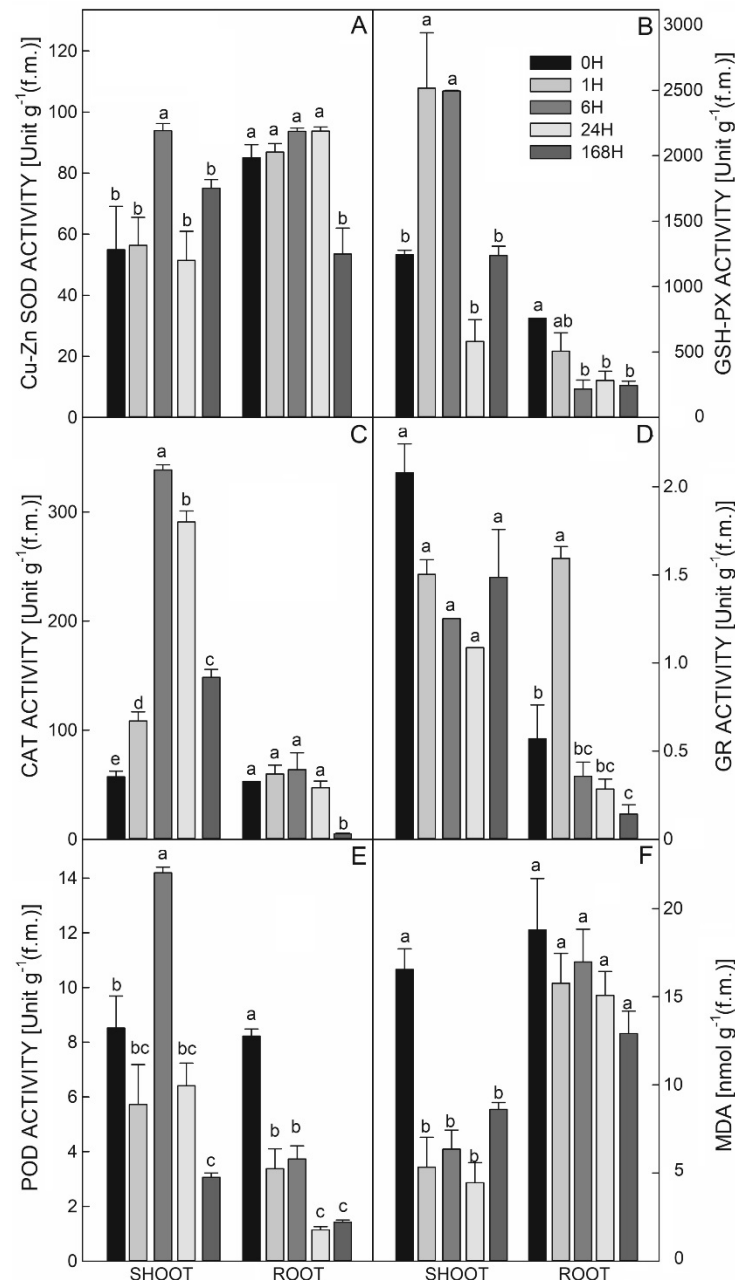 A
Cu-Zn SOD ACTIVITY [Unit g⁻¹(f.m.)]
120
100
80
60
40
20
0
b
b
a
b
b
a
a
a
a
b
B
0H
1H
6H
24H
168H
b
a
a
b
b
a
ab
b
b
b
3000
2500
2000
1500
1000
500
0
GSH-PX ACTIVITY [Unit g⁻¹(f.m.)]
C
CAT ACTIVITY [Unit g⁻¹(f.m.)]
300
200
100
0
e
d
a
b
c
a
a
a
a
b
D
a
a
a
a
a
b
a
bc
bc
c
2.0
1.5
1.0
0.5
0
GR ACTIVITY [Unit g⁻¹(f.m.)]
E
POD ACTIVITY [Unit g⁻¹(f.m.)]
14
12
10
8
6
4
2
0
b
bc
a
bc
c
a
b
b
c
c
SHOOT
ROOT
F
a
b
b
b
b
a
a
a
a
a
20
15
10
5
0
MDA [nmol g⁻¹(f.m.)]
SHOOT
ROOT